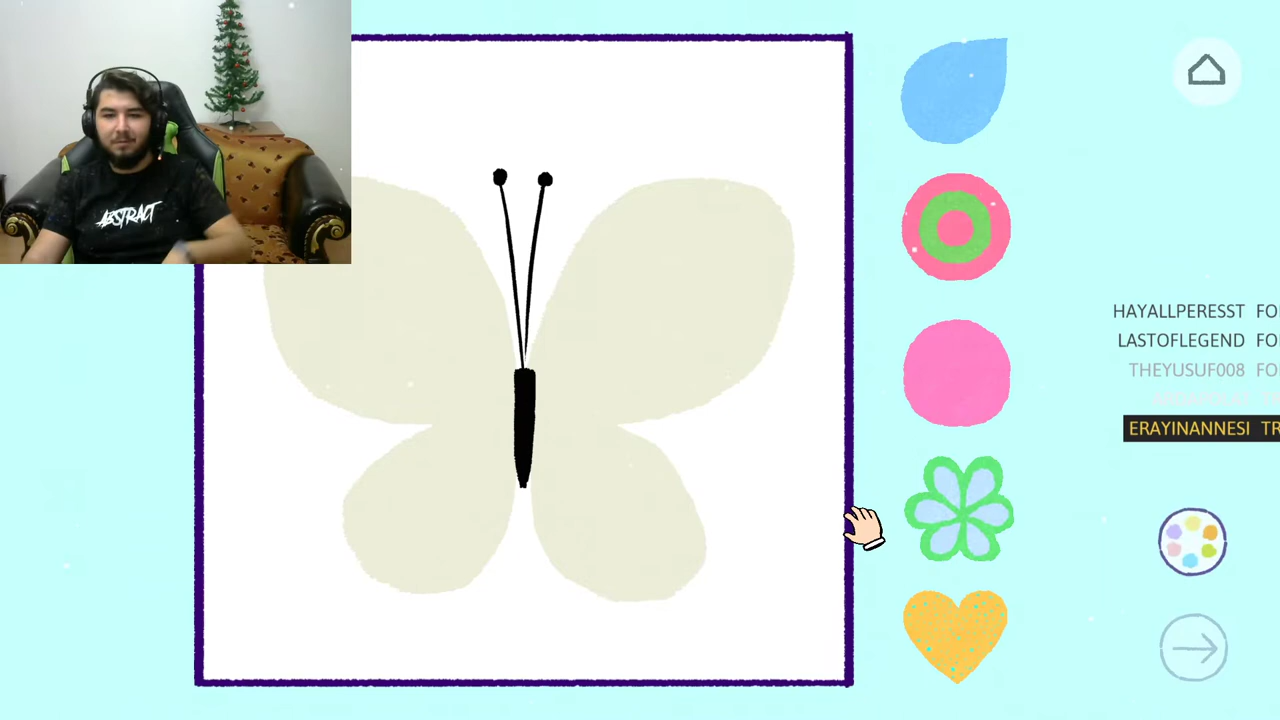 ABSTRACT
HAYALLPERESST FO
LASTOFLEGEND FO
THEYUSUF008 FO
ERAYINANNESI TR